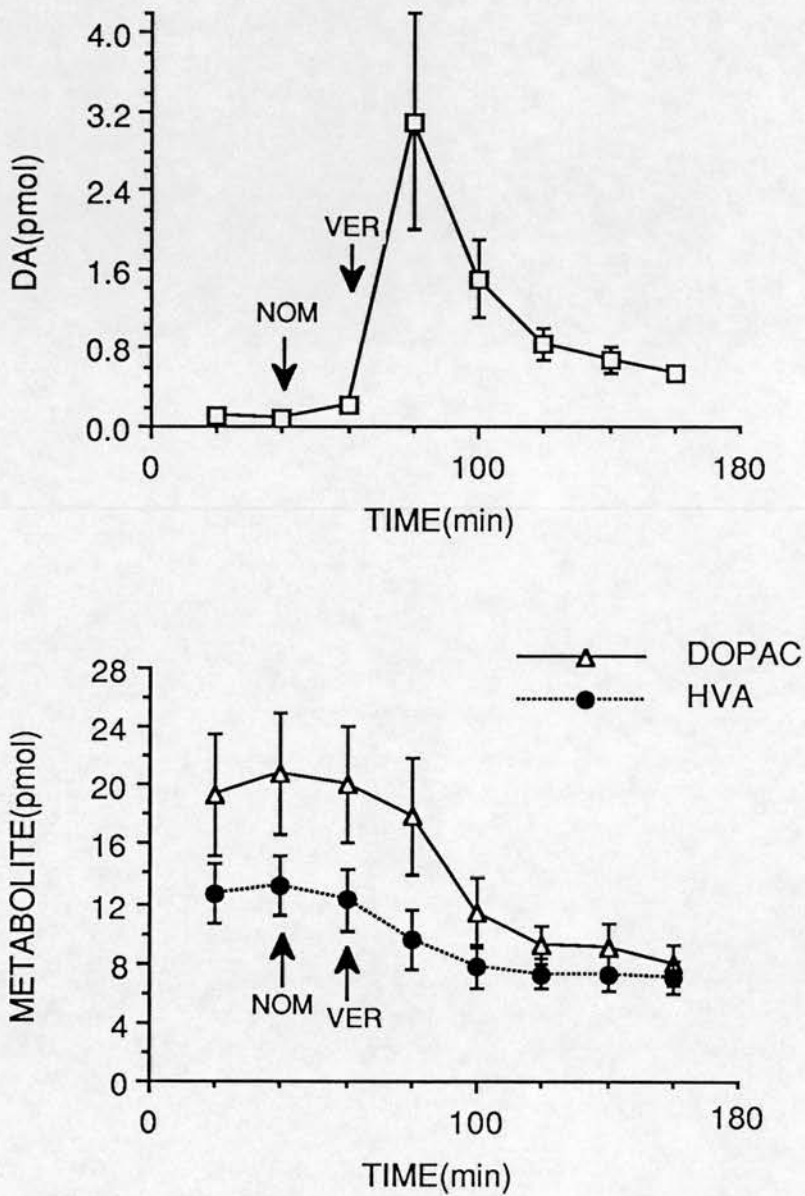 4.0
3.2
2.4
1.6
0.8
0.0
DA(pmol)
NOM
VER
0
100
180
TIME(min)
DOPAC
HVA
28
24
20
16
12
8
4
0
METABOLITE(pmol)
NOM
VER
0
100
180
TIME(min)